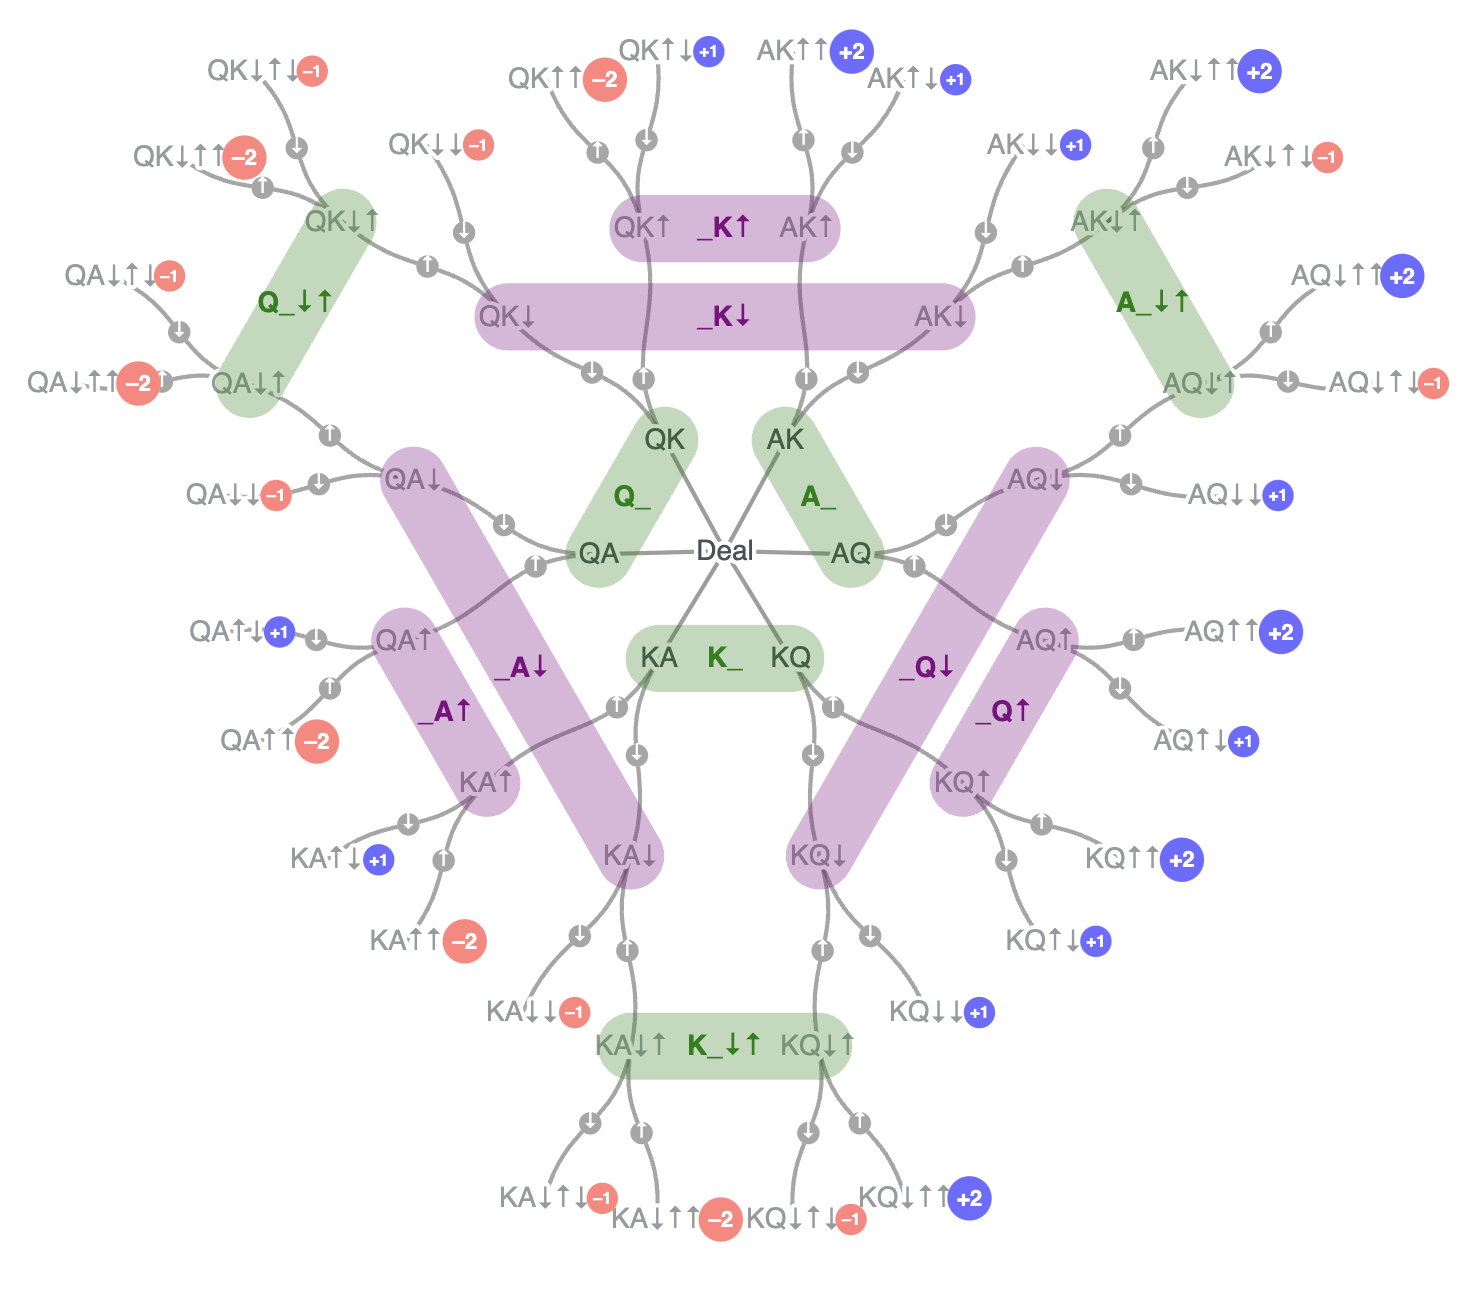 QK↑↓+1 AK↑↑+2
QK↓↑↓−1 QK↑↑−2 AK↑↓+1 AK↓↑↑+2
QK↓↑↑−2 QK↓↓−1 ↑ ↓ ↑ ↓ AK↓↓+1 AK↓↑↓−1
↓ ↑ ↑ ↓
QK↓↑ QK↑ _K↑ AK↑ AK↓↑
↓ ↓
QA↓↑↓−1 ↑ ↑ AQ↓↑↑+2
Q_↓↑ QK↓ _K↓ AK↓ A_↓↑
↓ ↑
QA↓↑↑−2 ↑ QA↓↑ ↓ ↑ ↑ ↓ AQ↓↑ ↓ AQ↓↑↓−1
↑ QK AK ↑
QA↓↓−1 ↓ QA↓ Q_ A_ AQ↓ ↓ AQ↓↓+1
↓ ↓
QA Deal AQ
↑ ↑
QA↑↓+1 ↓ QA↑ AQ↑ ↑ AQ↑↑+2
KA K_ KQ
_A↓ _Q↓
↑ ↓
_A↑ ↑ ↑ _Q↑
QA↑↑−2 ↓ ↓ AQ↑↓+1
KA↑ KQ↑
↓ ↑
KA↑↓+1 ↑ KA↓ KQ↓ ↓ KQ↑↑+2
KA↑↑−2 ↓ ↑ ↑ ↓ KQ↑↓+1
KA↓↓−1 KQ↓↓+1
KA↓↑ K_↓↑ KQ↓↑
↓ ↑ ↓ ↑
KA↓↑↓−1 KQ↓↑↑+2
KA↓↑↑−2 KQ↓↑↓−1